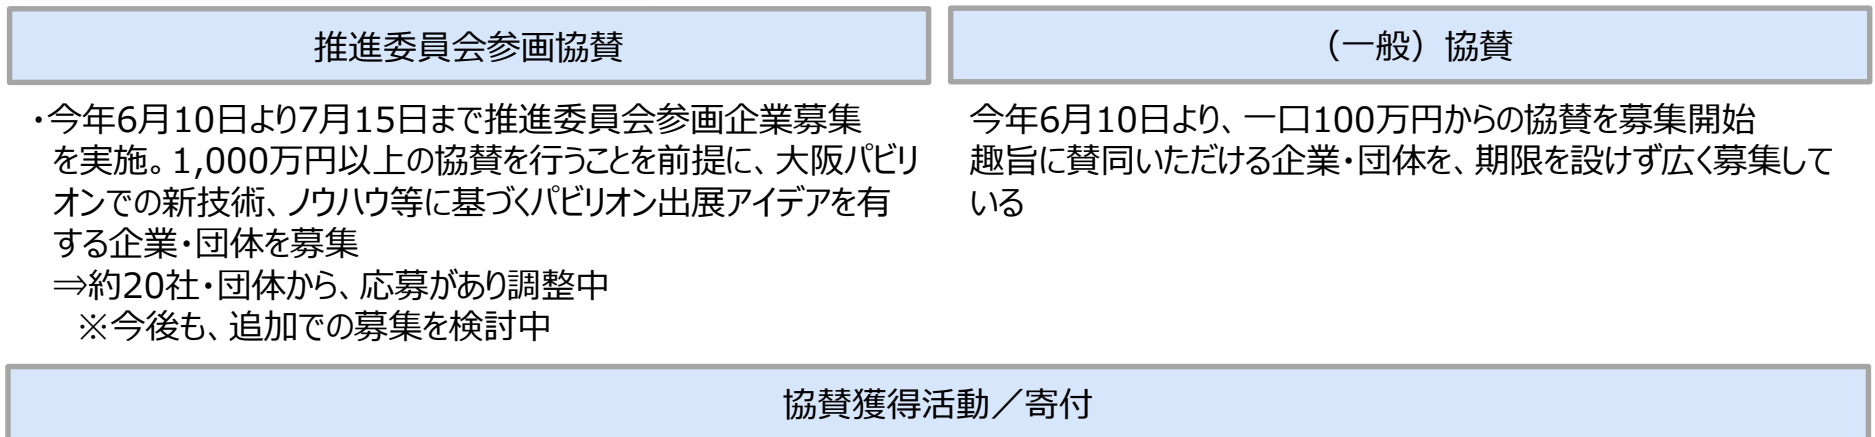 推進委員会参画協賛
・今年6月10日より7月15日まで推進委員会参画企業募集
を実施。1,000万円以上の協賛を行うことを前提に、大阪パビリ
オンでの新技術、ノウハウ等に基づくパビリオン出展アイデアを有
する企業・団体を募集
⇒約20社・団体から、応募があり調整中
※今後も、追加での募集を検討中
（一般）協賛
今年6月10日より、一口100万円からの協賛を募集開始
趣旨に賛同いただける企業・団体を、期限を設けず広く募集して
いる
協賛獲得活動／寄付